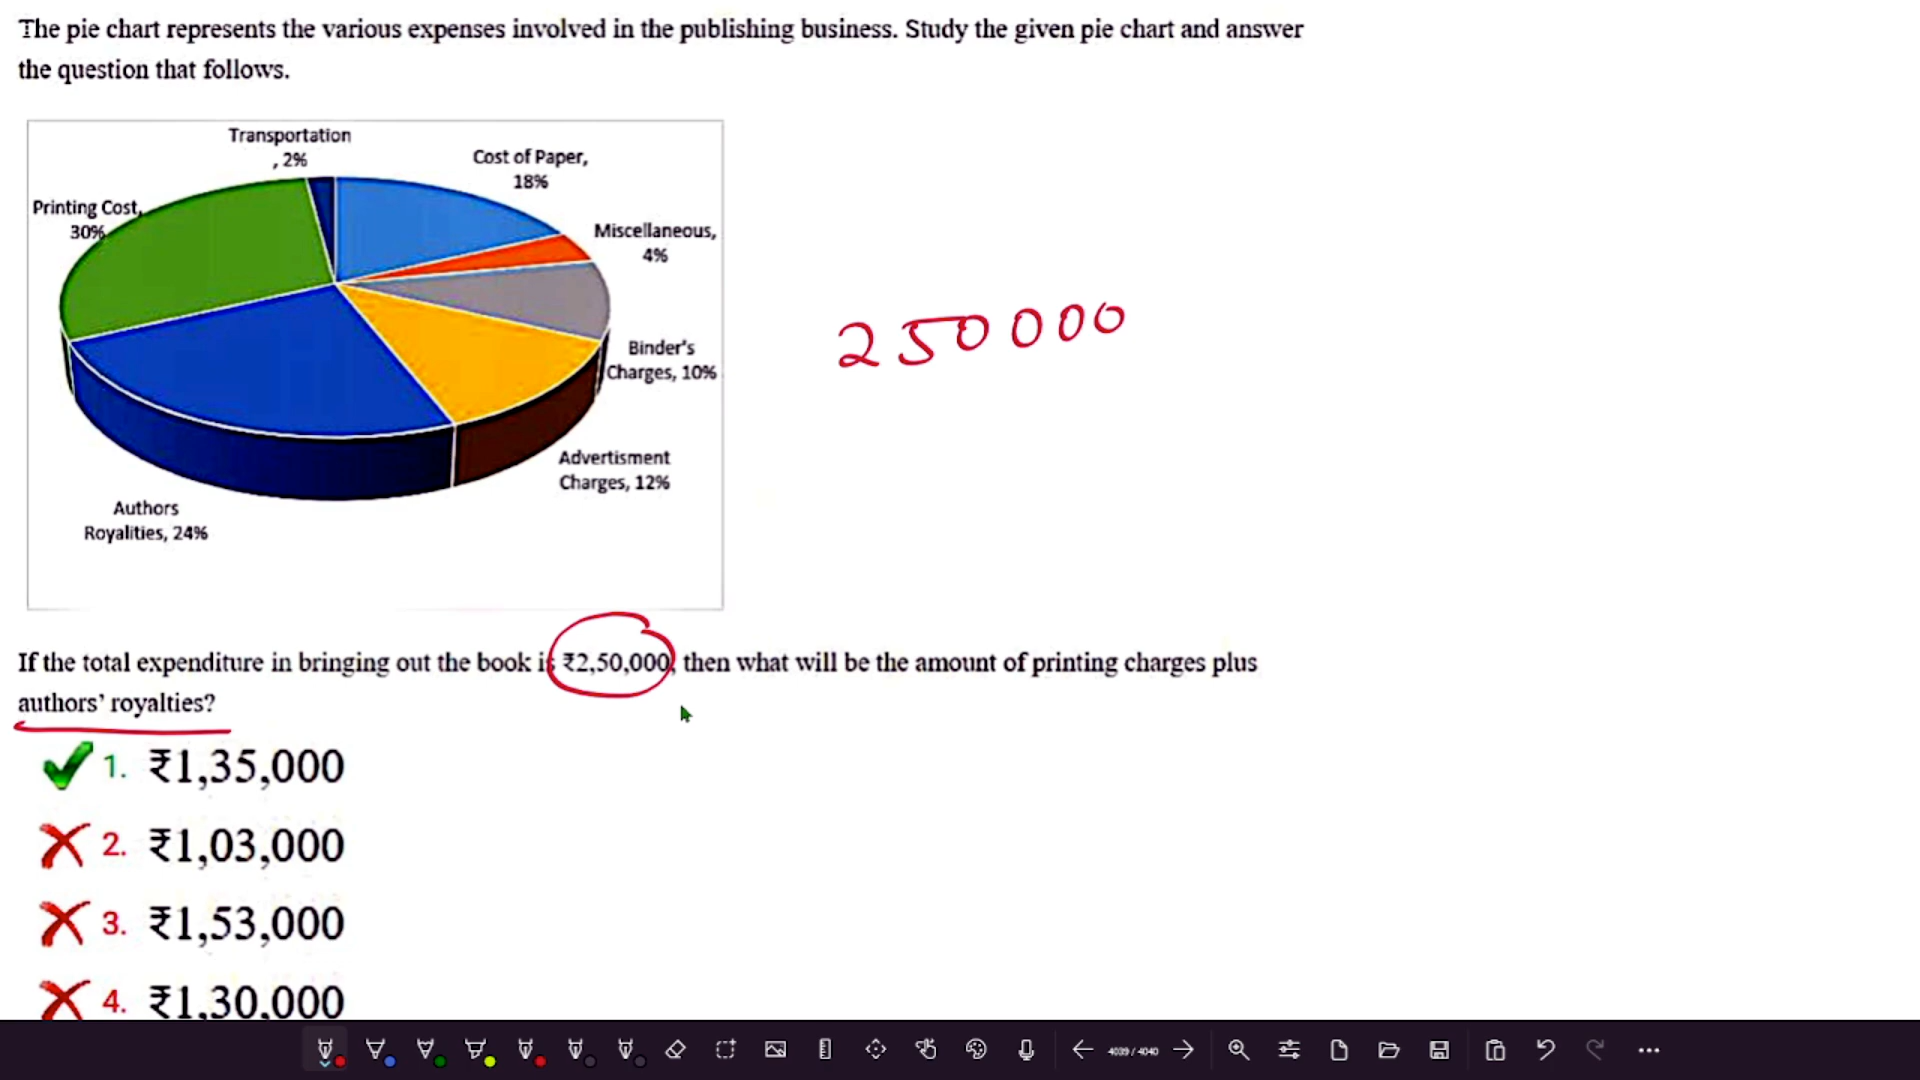 The pie chart represents the various expenses involved in the publishing business. Study the given pie chart and answer
the question that follows.
Transportation
, 2%
Cost of Paper,
18%
Printing Cost,
30%
Miscellaneous,
4%
250000
Binder's
Charges, 10%
Advertisment
Charges, 12%
Authors
Royalities, 24%
If the total expenditure in bringing out the book is ₹2,50,000, then what will be the amount of printing charges plus
authors’ royalties?
1. ₹1,35,000
2. ₹1,03,000
3. ₹1,53,000
4. ₹1,30,000
4039 / 4040